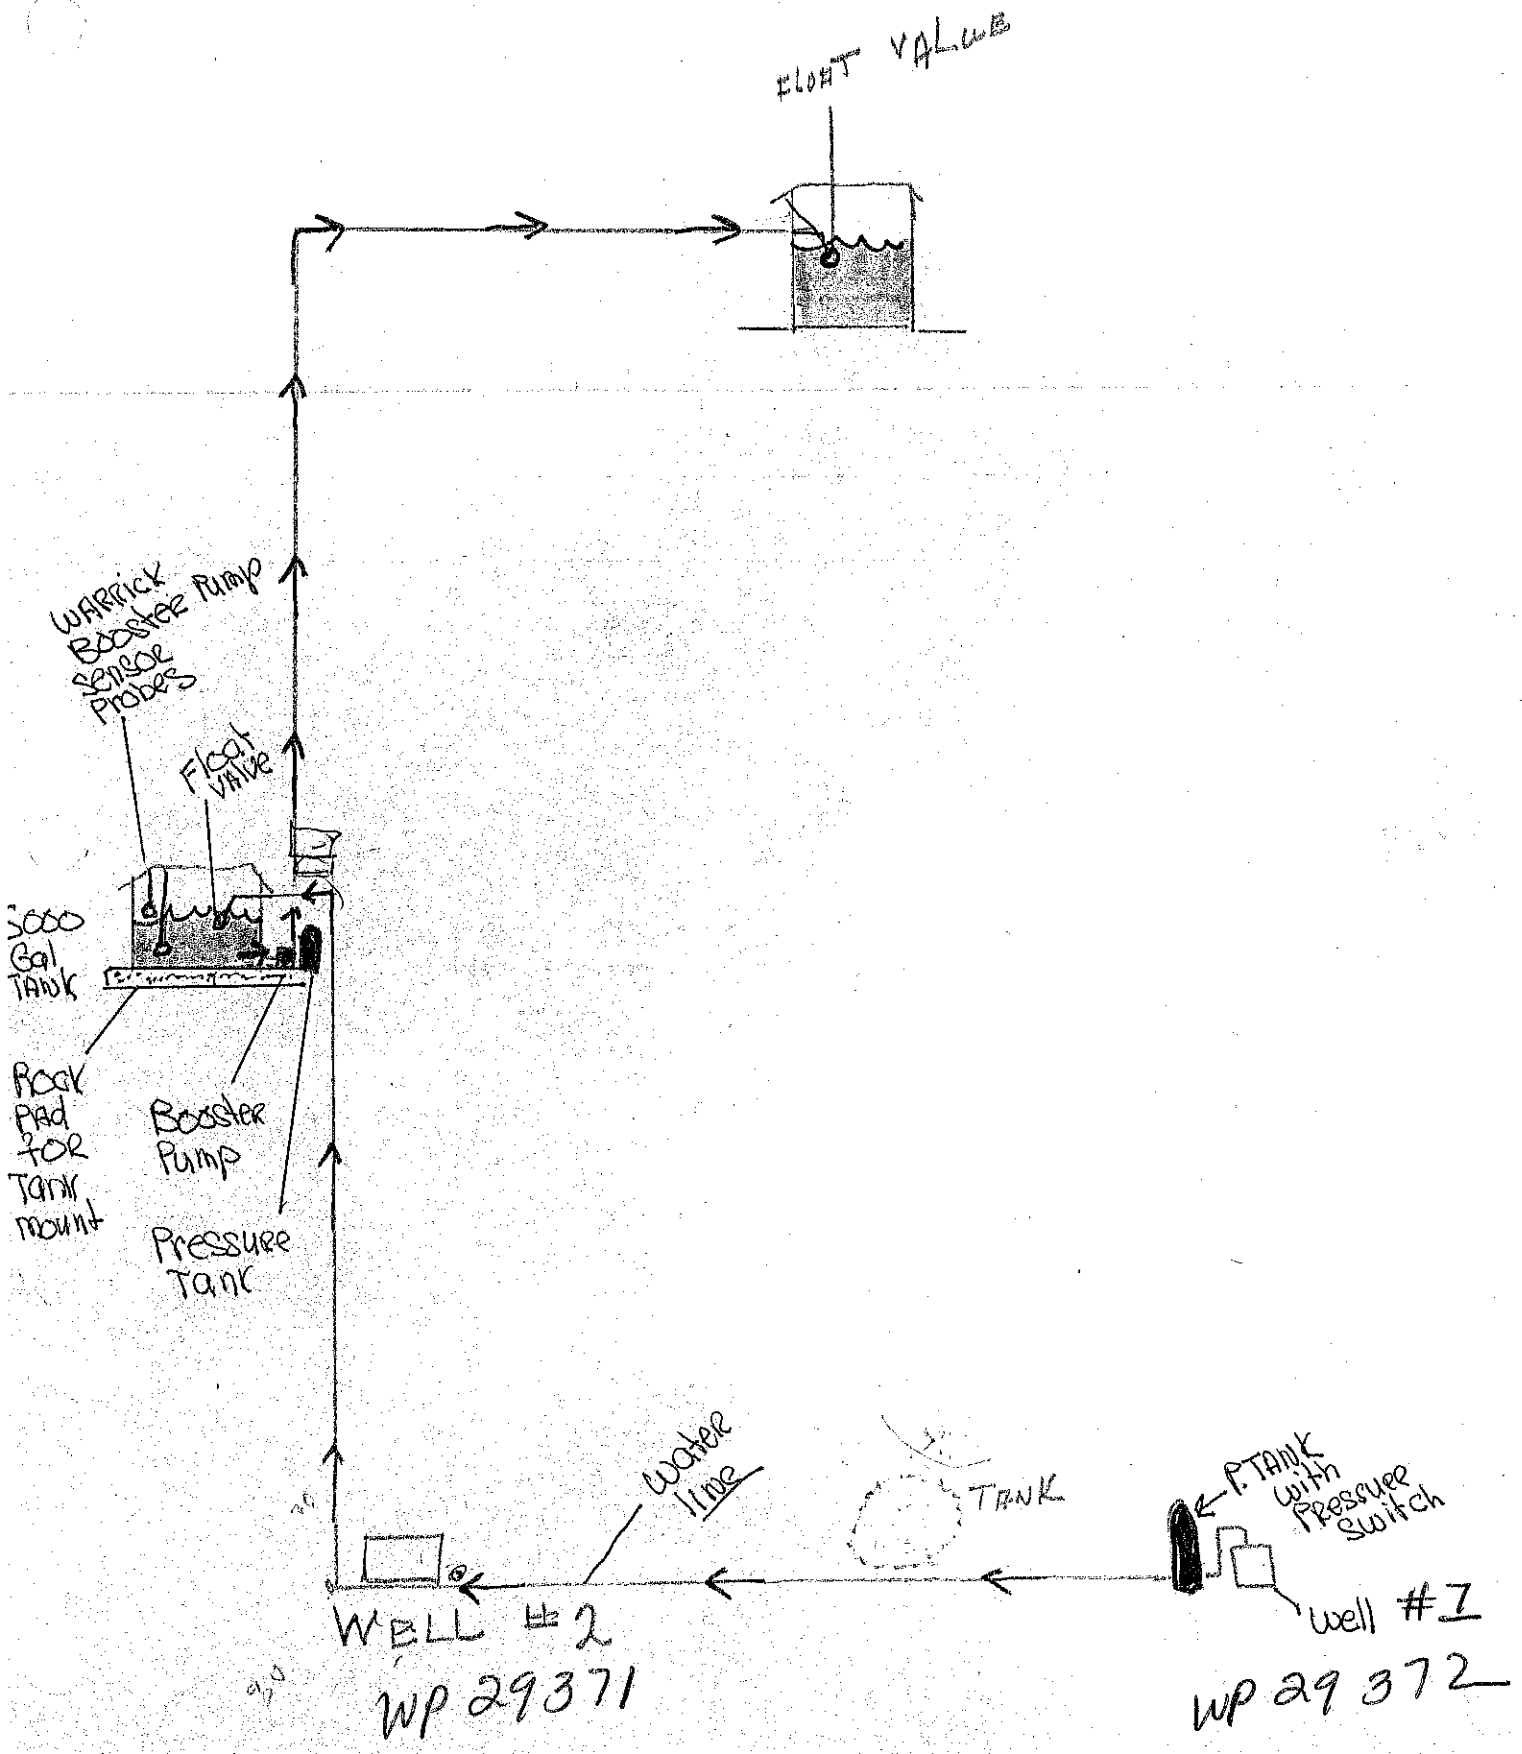 FLOAT VALUE
WARRICK
BOOSTER PUMP
Sensor
Probes
Float
VALVE
5000
Gal
TANK
ROCK
PAD
FOR
Tank
mount
Booster
Pump
Pressure
Tank
water
line
TANK
P.TANK
with
PRESSURE
Switch
WELL #2
WP 29371
Well #1
WP 29372